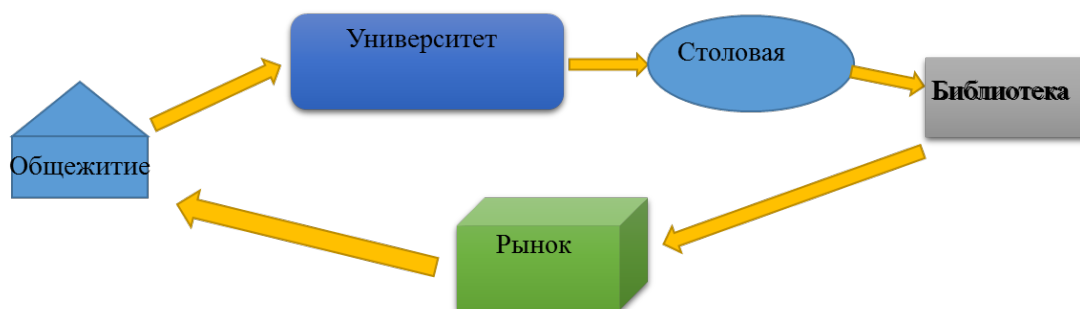 Университет
Столовая
Библиотека
Общежитие
Рынок